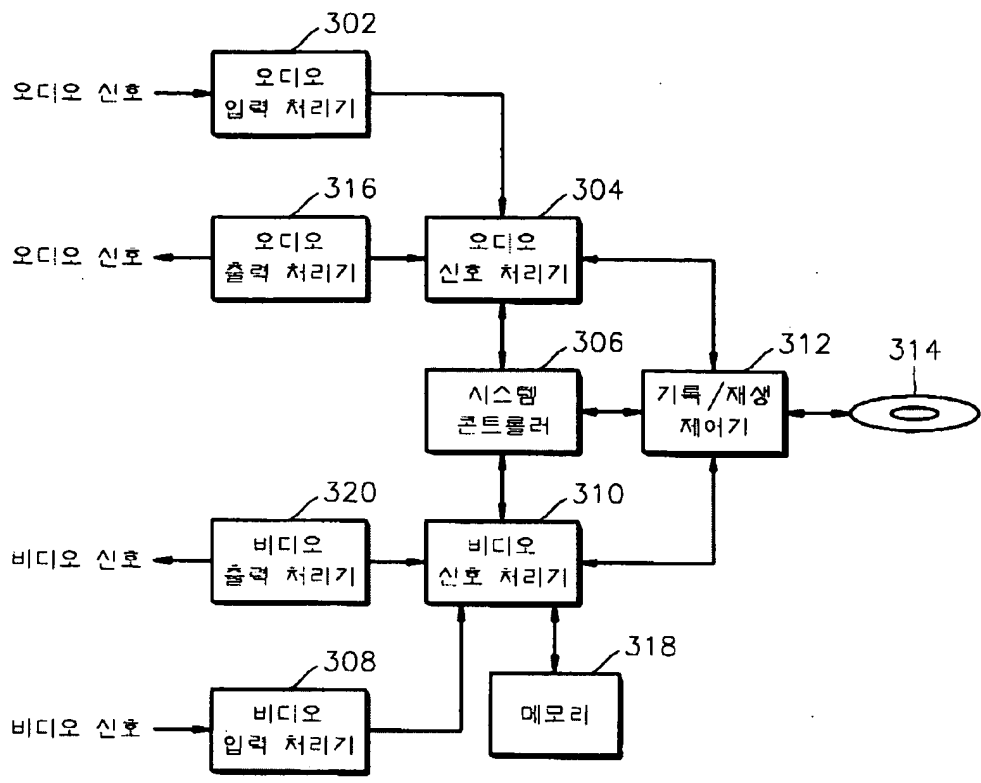 302
오디오 신호
오디오
입력 처리기
316
304
오디오 신호
오디오
출력 처리기
오디오
신호 처리기
306
312
314
시스템
콘트롤러
기록/재생
제어기
320
310
비디오 신호
비디오
출력 처리기
비디오
신호 처리기
308
318
비디오 신호
비디오
입력 처리기
메모리